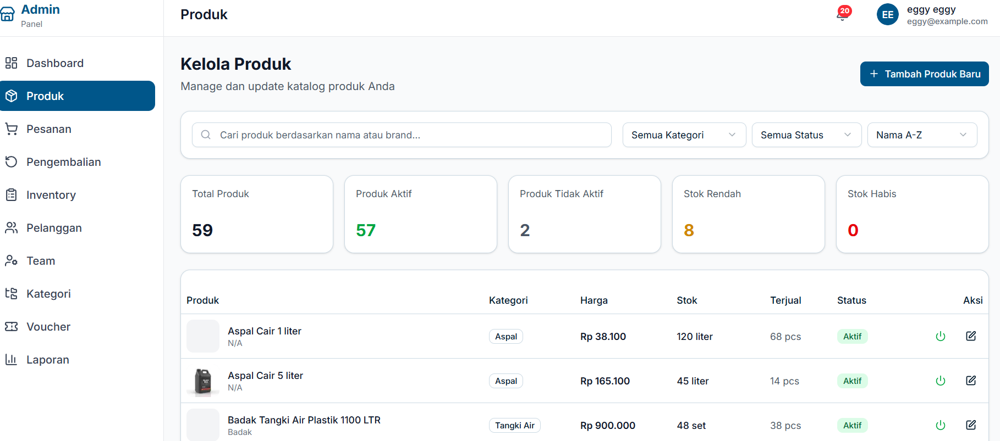 Admin
Panel
Produk
20
EE
eggy eggy
eggy@example.com
Dashboard
Produk
Pesanan
Pengembalian
Inventory
Pelanggan
Team
Kategori
Voucher
Laporan
Kelola Produk
Manage dan update katalog produk Anda
+ Tambah Produk Baru
Cari produk berdasarkan nama atau brand...
Semua Kategori
Semua Status
Nama A-Z
Total Produk
59
Produk Aktif
57
Produk Tidak Aktif
2
Stok Rendah
8
Stok Habis
0
Produk Kategori Harga Stok Terjual Status Aksi
Aspal Cair 1 liter
N/A
Aspal Rp 38.100 120 liter 68 pcs Aktif
Aspal Cair 5 liter
N/A
Aspal Rp 165.100 45 liter 14 pcs Aktif
Badak Tangki Air Plastik 1100 LTR
Badak
Tangki Air Rp 900.000 48 set 38 pcs Aktif